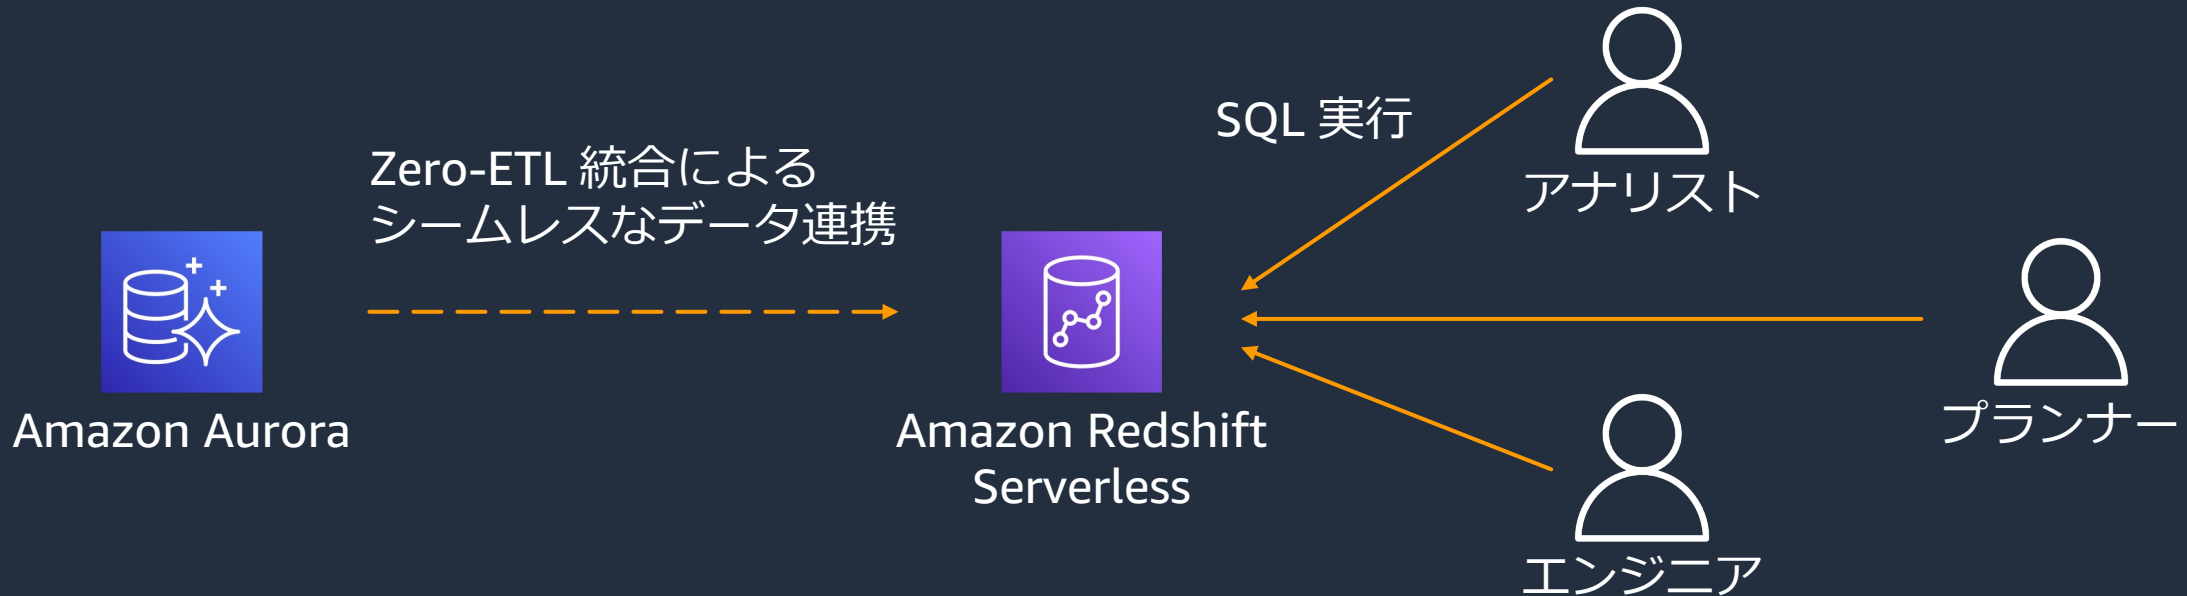 SQL 実行
アナリスト
Zero-ETL 統合による
シームレスなデータ連携
Amazon Aurora
Amazon Redshift
Serverless
プランナー
エンジニア